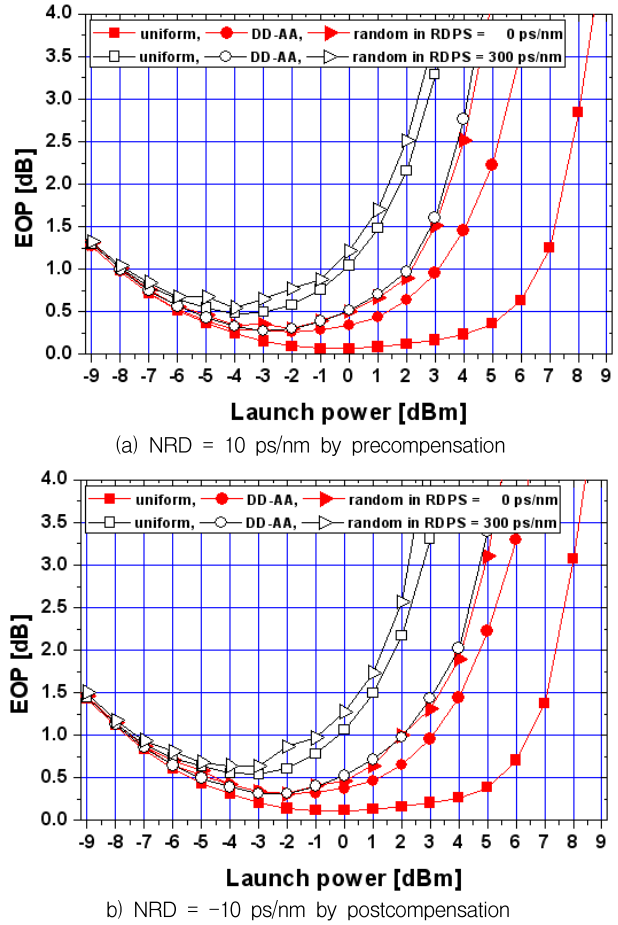 4.0
3.5
3.0
2.5
2.0
1.5
1.0
0.5
0.0
EOP [dB]
uniform, DD-AA, random in RDPS = 0 ps/nm
uniform, DD-AA, random in RDPS = 300 ps/nm
-9 -8 -7 -6 -5 -4 -3 -2 -1 0 1 2 3 4 5 6 7 8 9
Launch power [dBm]
(a) NRD = 10 ps/nm by precompensation
4.0
3.5
3.0
2.5
2.0
1.5
1.0
0.5
0.0
EOP [dB]
uniform, DD-AA, random in RDPS = 0 ps/nm
uniform, DD-AA, random in RDPS = 300 ps/nm
-9 -8 -7 -6 -5 -4 -3 -2 -1 0 1 2 3 4 5 6 7 8 9
Launch power [dBm]
b) NRD = -10 ps/nm by postcompensation